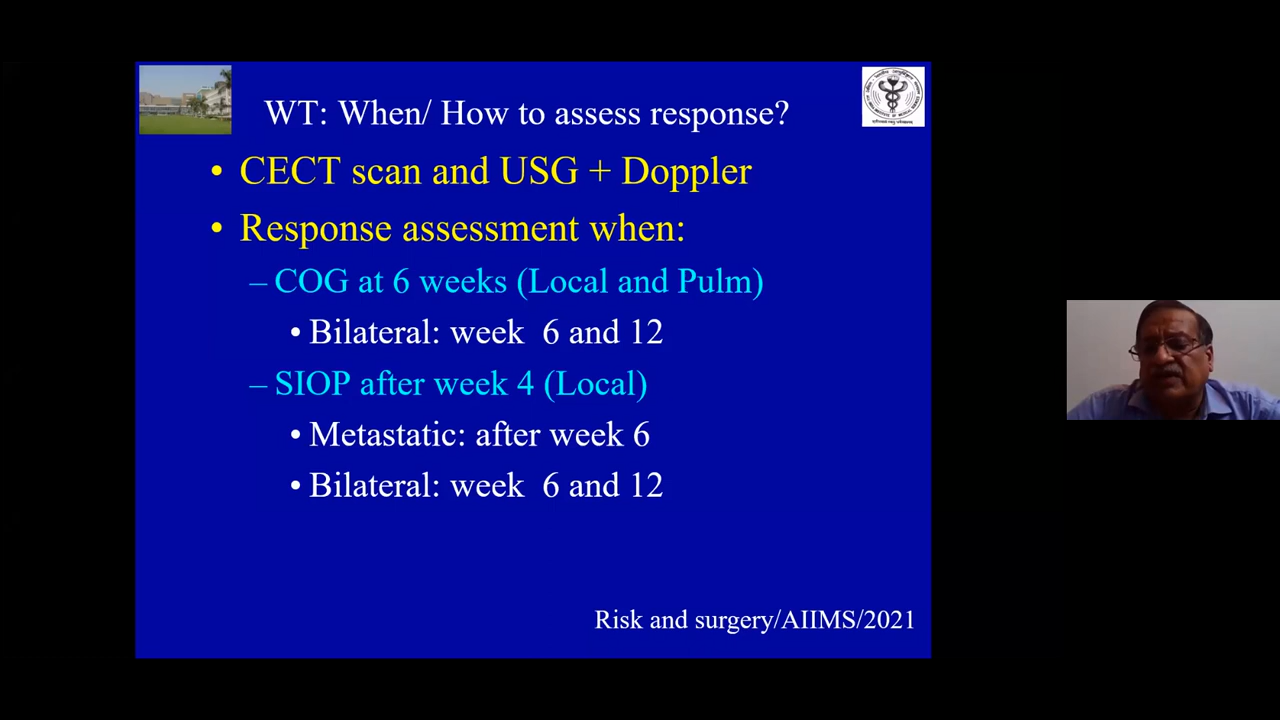 WT: When/ How to assess response?
• CECT scan and USG + Doppler
• Response assessment when:
– COG at 6 weeks (Local and Pulm)
• Bilateral: week 6 and 12
– SIOP after week 4 (Local)
• Metastatic: after week 6
• Bilateral: week 6 and 12
Risk and surgery/AIIMS/2021